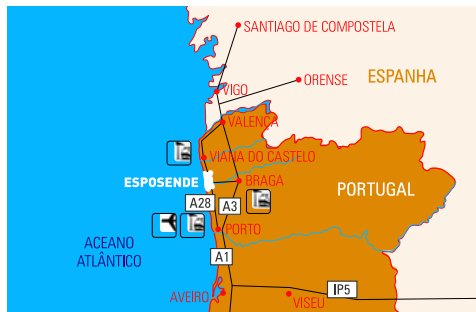 SANTIAGO DE COMPOSTELA
ORENSE
ESPANHA
VIGO
VALENÇA
VIANA DO CASTELO
ESPOSENDE
BRAGA
PORTUGAL
A28
A3
PORTO
ACEANO
ATLÂNTICO
A1
IP5
AVEIRO
VISEU